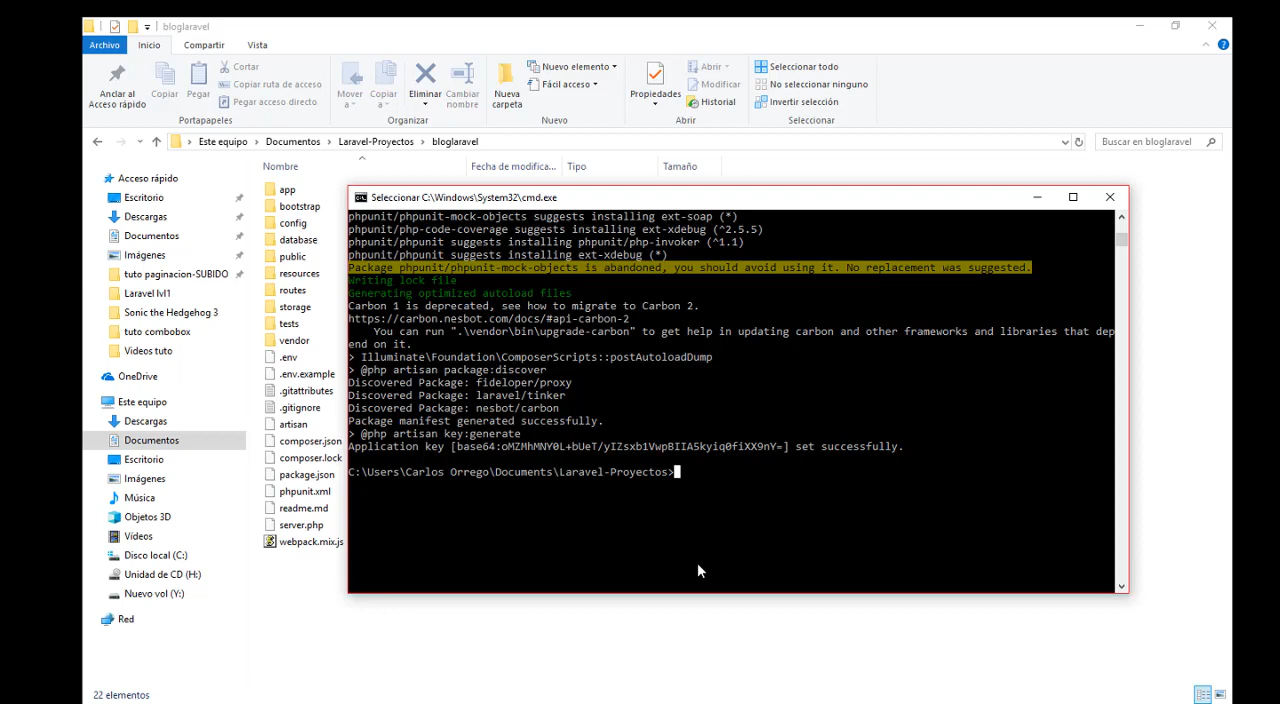 bloglaravel
Archivo Inicio Compartir Vista
Anclar al Acceso rápido
Copiar
Pegar
Cortar
Copiar ruta de acceso
Pegar acceso directo
Portapapeles
Mover a
Copiar a
Eliminar
Cambiar nombre
Organizar
Nueva carpeta
Nuevo elemento
Fácil acceso
Nuevo
Propiedades
Abrir
Modificar
Historial
Abrir
Seleccionar todo
No seleccionar ninguno
Invertir selección
Seleccionar
Este equipo > Documentos > Laravel-Proyectos > bloglaravel
Buscar en bloglaravel
Nombre Fecha de modifica... Tipo Tamaño
Acceso rápido
Escritorio
Descargas
Documentos
Imágenes
tuto paginacion-SUBIDO
Laravel lvl1
Sonic the Hedgehog 3
tuto combobox
Videos tuto
OneDrive
Este equipo
Descargas
Documentos
Escritorio
Imágenes
Música
Objetos 3D
Vídeos
Disco local (C:)
Unidad de CD (H:)
Nuevo vol (Y:)
Red
app
bootstrap
config
database
public
resources
routes
storage
tests
vendor
.env
.env.example
.gitattributes
.gitignore
artisan
composer.json
composer.lock
package.json
phpunit.xml
readme.md
server.php
webpack.mix.js
Seleccionar C:\Windows\System32\cmd.exe
phpunit/phpunit-mock-objects suggests installing ext-soap (*)
phpunit/php-code-coverage suggests installing ext-xdebug (^2.5.5)
phpunit/phpunit suggests installing phpunit/php-invoker (^1.1)
phpunit/phpunit suggests installing ext-xdebug (*)
Package phpunit/phpunit-mock-objects is abandoned, you should avoid using it. No replacement was suggested.
Writing lock file
Generating optimized autoload files
Carbon 1 is deprecated, see how to migrate to Carbon 2.
https://carbon.nesbot.com/docs/#api-carbon-2
You can run ".\vendor\bin\upgrade-carbon" to get help in updating carbon and other frameworks and libraries that dep
end on it.
> Illuminate\Foundation\ComposerScripts::postAutoloadDump
> @php artisan package:discover
Discovered Package: fideloper/proxy
Discovered Package: laravel/tinker
Discovered Package: nesbot/carbon
Package manifest generated successfully.
> @php artisan key:generate
Application key [base64:oMZMhMNY0L+bUeT/yIZsxb1VwpBIIA5kyiq0fiXX9nY=] set successfully.
C:\Users\Carlos Orrego\Documents\Laravel-Proyectos>
22 elementos